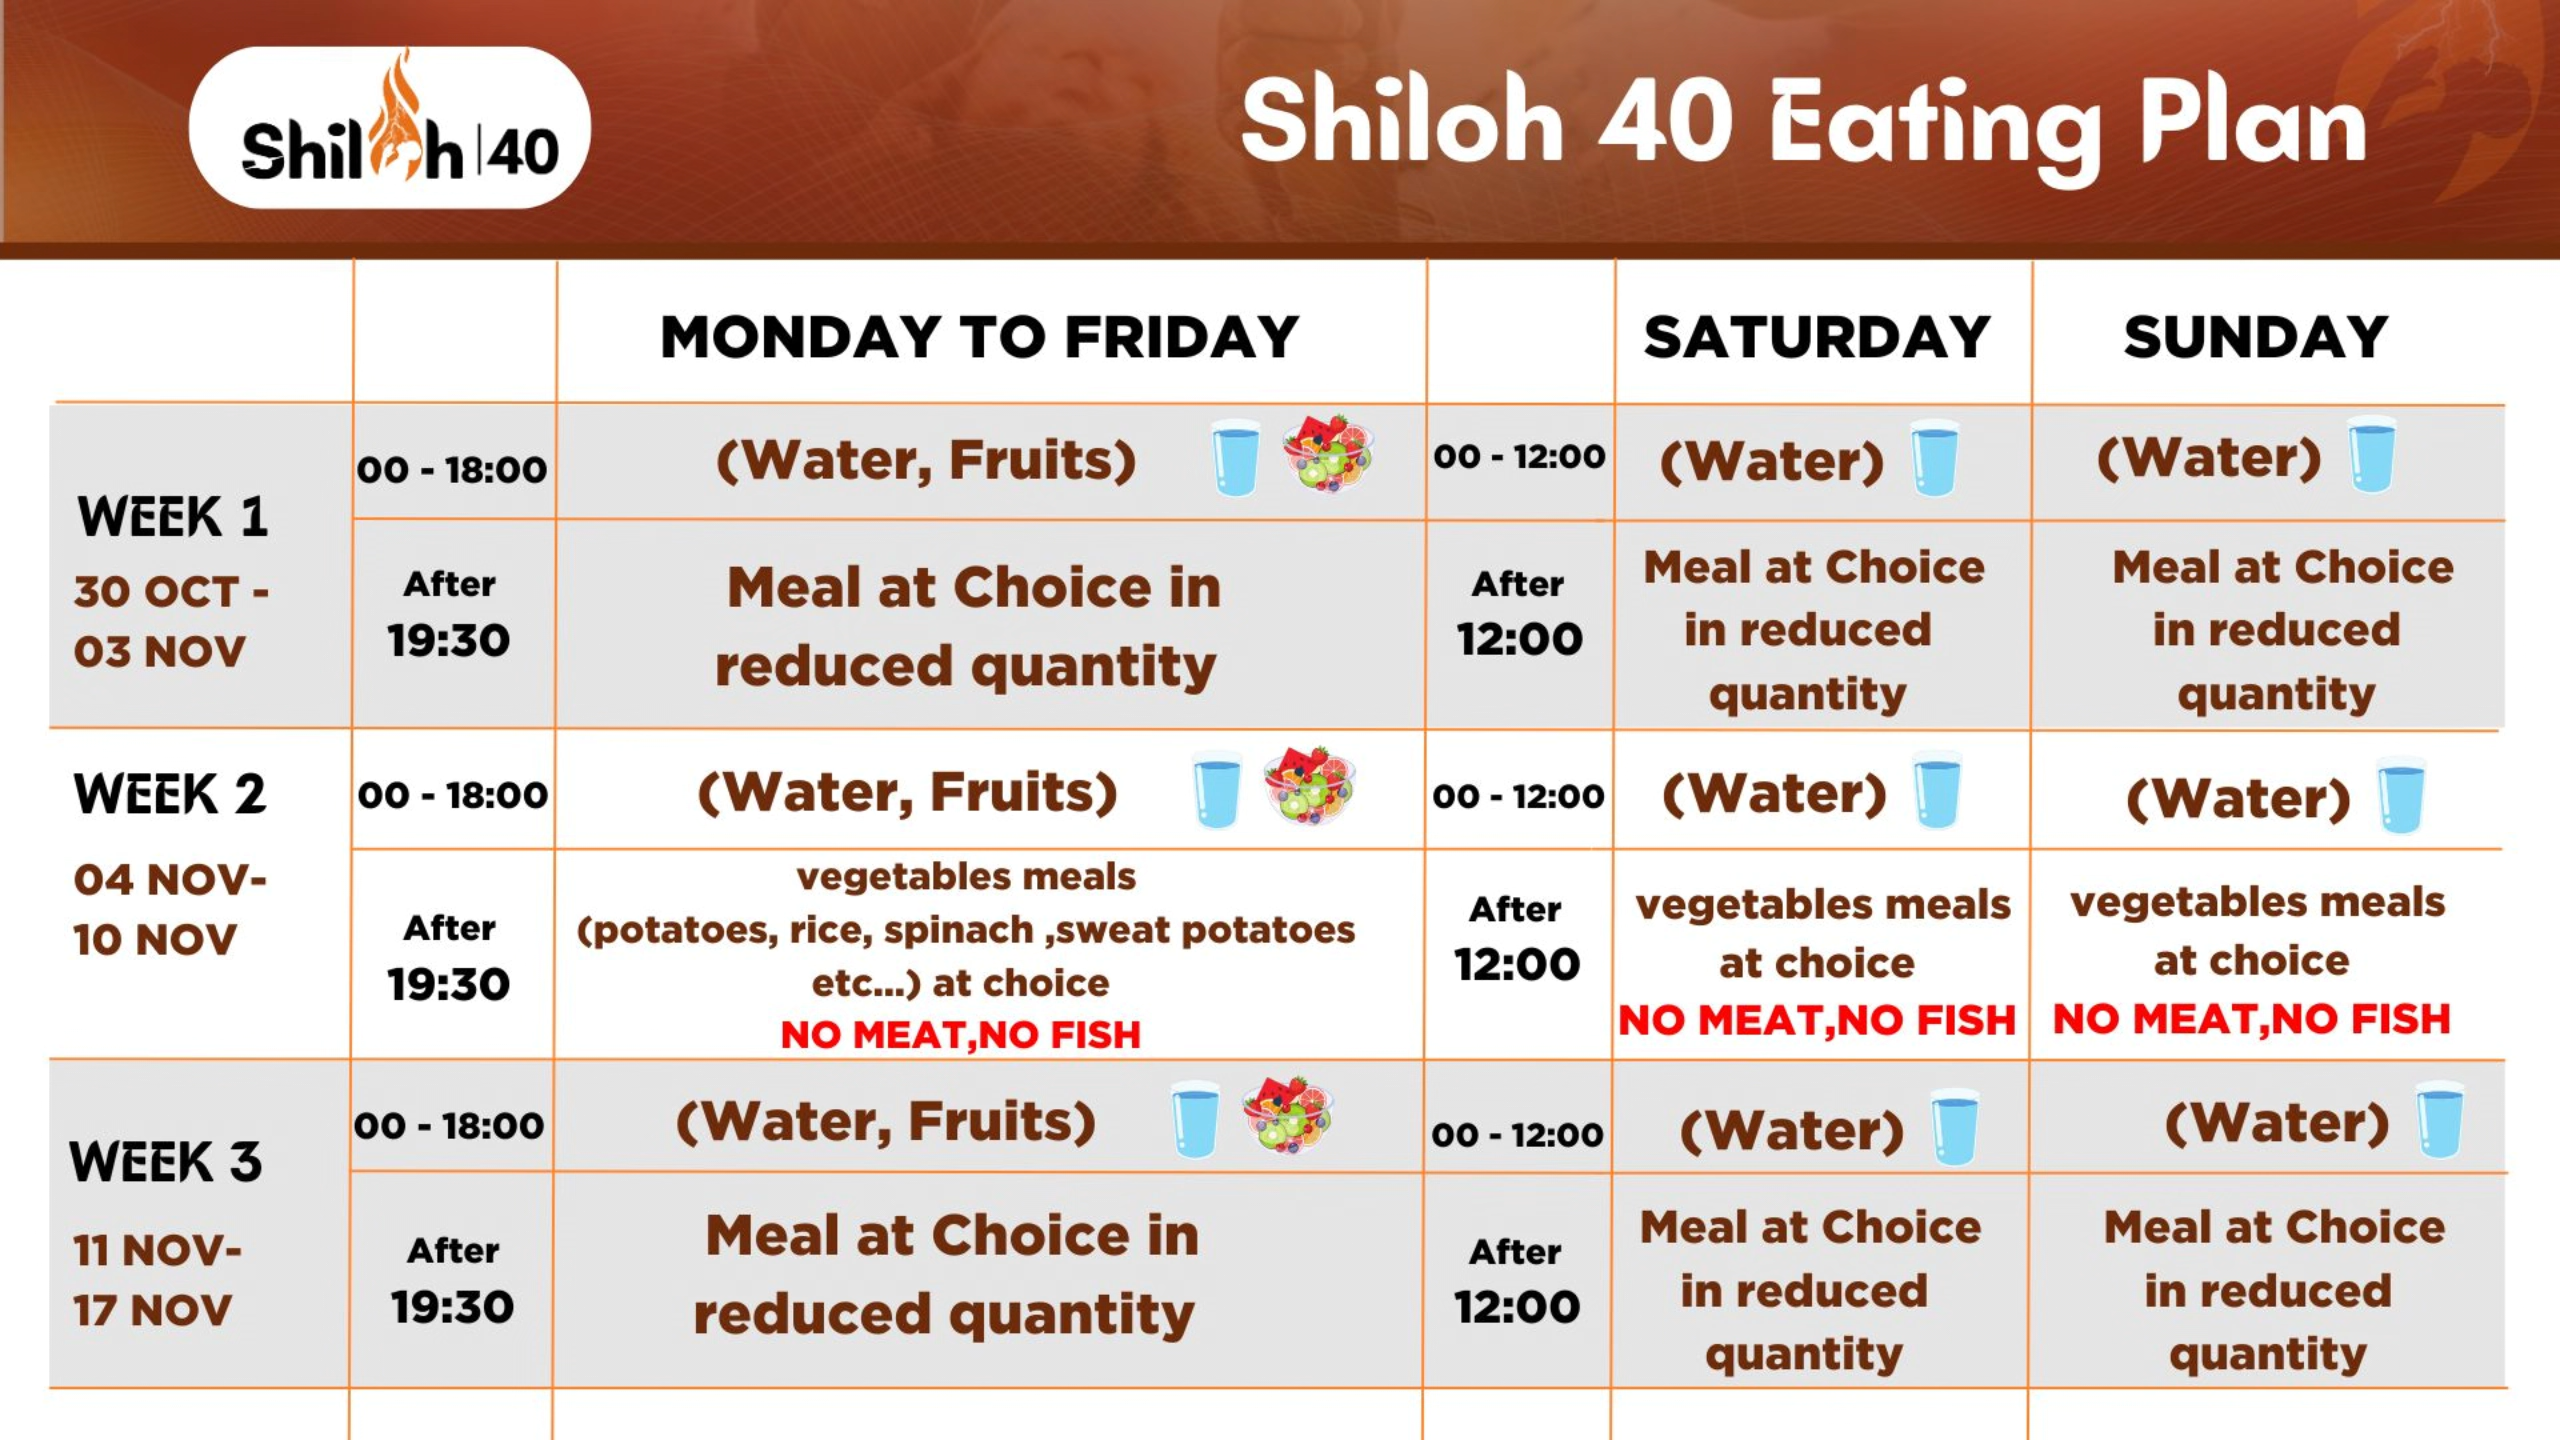 Shiloh|40
Shiloh 40 Eating Plan
MONDAY TO FRIDAY
SATURDAY
SUNDAY
WEEK 1
30 OCT -
03 NOV
00 - 18:00
(Water, Fruits)
00 - 12:00
(Water)
(Water)
After
19:30
Meal at Choice in
reduced quantity
After
12:00
Meal at Choice
in reduced
quantity
Meal at Choice
in reduced
quantity
WEEK 2
04 NOV-
10 NOV
00 - 18:00
(Water, Fruits)
00 - 12:00
(Water)
(Water)
After
19:30
vegetables meals
(potatoes, rice, spinach ,sweat potatoes
etc...) at choice
NO MEAT,NO FISH
After
12:00
vegetables meals
at choice
NO MEAT,NO FISH
vegetables meals
at choice
NO MEAT,NO FISH
WEEK 3
11 NOV-
17 NOV
00 - 18:00
(Water, Fruits)
00 - 12:00
(Water)
(Water)
After
19:30
Meal at Choice in
reduced quantity
After
12:00
Meal at Choice
in reduced
quantity
Meal at Choice
in reduced
quantity